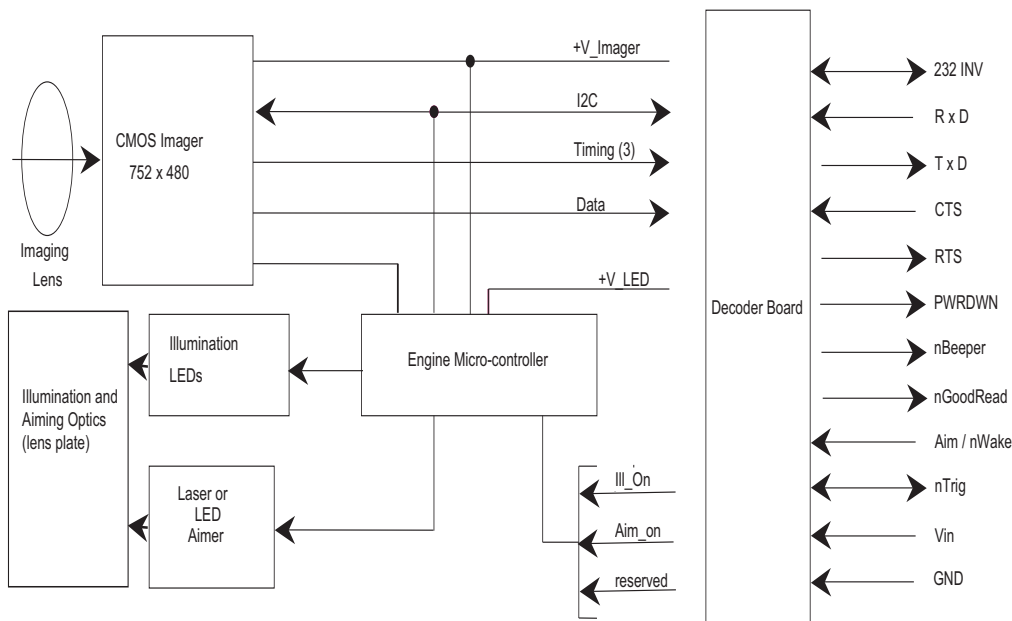 +V_Imager
I2C
CMOS Imager
752 x 480
Timing (3)
Data
Imaging
Lens
+V_LED
Decoder Board
Illumination
LEDs
Engine Micro-controller
Illumination and
Aiming Optics
(lens plate)
Laser or
LED
Aimer
Ill_On
Aim_on
reserved
232 INV
R x D
T x D
CTS
RTS
PWRDWN
nBeeper
nGoodRead
Aim / nWake
nTrig
Vin
GND